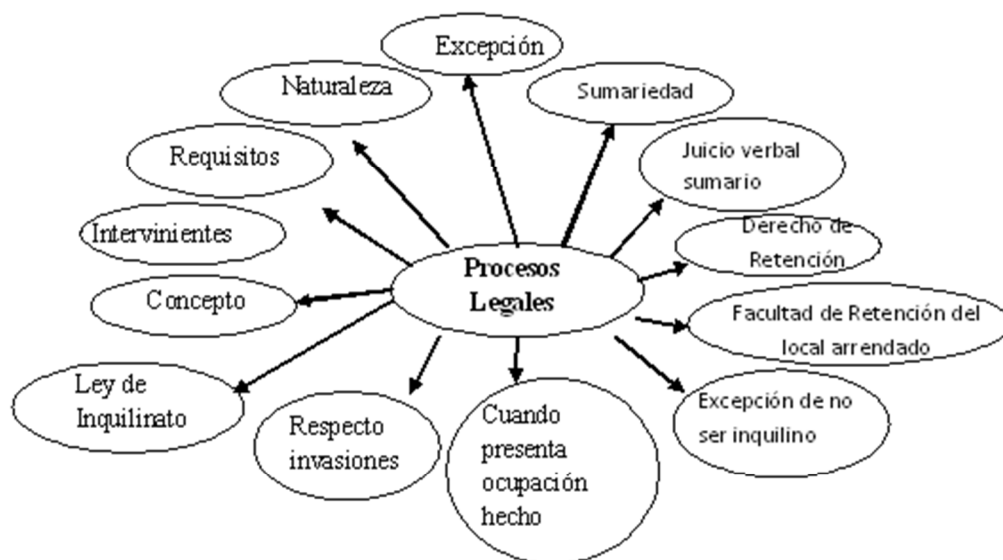 Excepción
Naturaleza
Sumariedad
Requisitos
Juicio verbal
sumario
Intervinientes
Derecho de
Retención
Procesos
Legales
Concepto
Facultad de Retención del
local arrendado
Ley de
Inquilinato
Excepción de no
ser inquilino
Respecto
invasiones
Cuando
presenta
ocupación
hecho